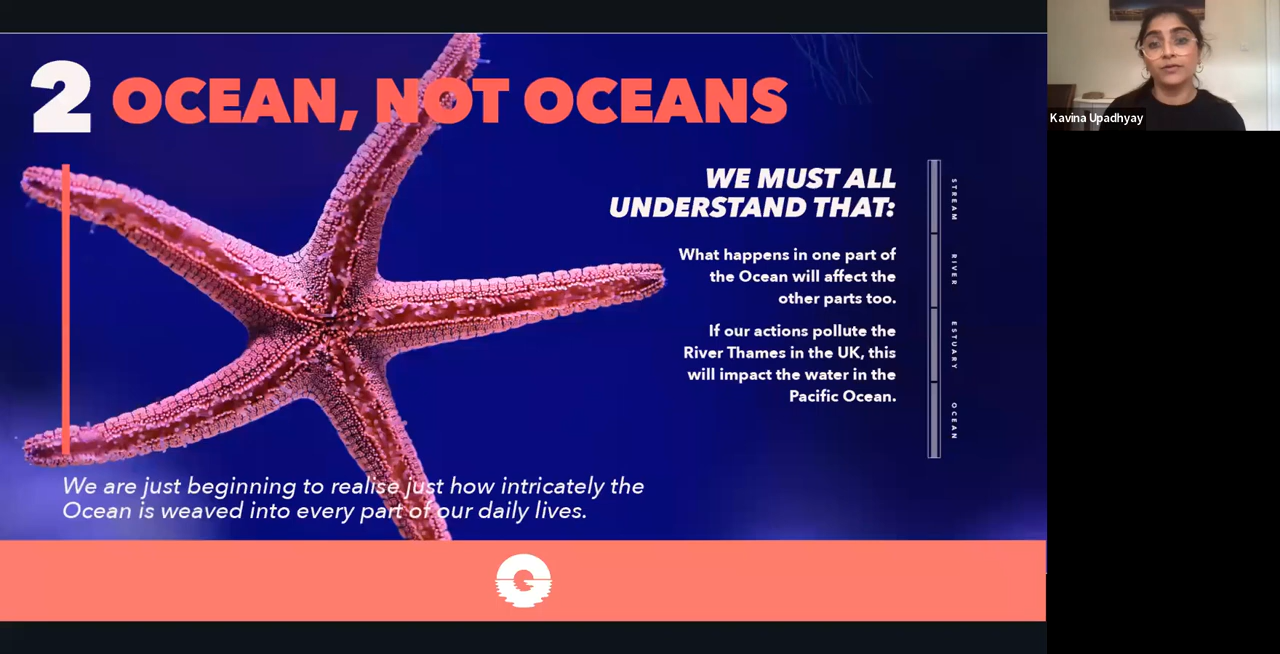 2 OCEAN, NOT OCEANS
WE MUST ALL
UNDERSTAND THAT:
What happens in one part of
the Ocean will affect the
other parts too.
If our actions pollute the
River Thames in the UK, this
will impact the water in the
Pacific Ocean.
STREAM
RIVER
ESTUARY
OCEAN
We are just beginning to realise just how intricately the
Ocean is weaved into every part of our daily lives.
Kavina Upadhyay